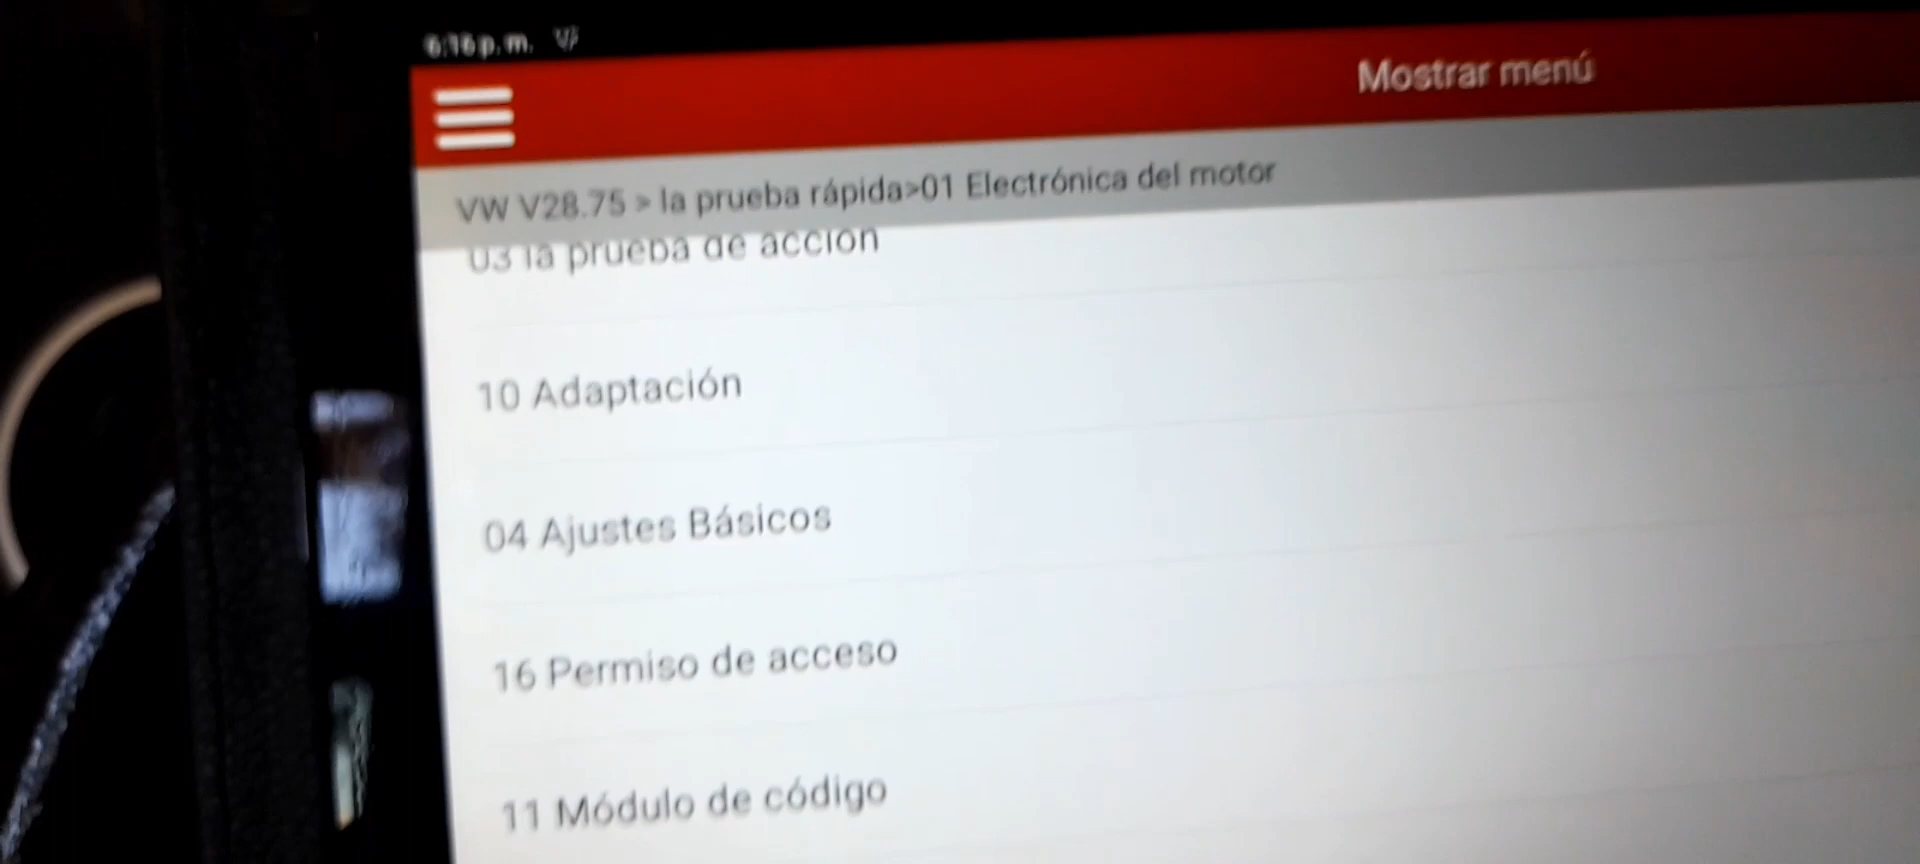 6:16 p. m.
Mostrar menú
VW V28.75 > la prueba rápida>01 Electrónica del motor
03 la prueba de acción
10 Adaptación
04 Ajustes Básicos
16 Permiso de acceso
11 Módulo de código